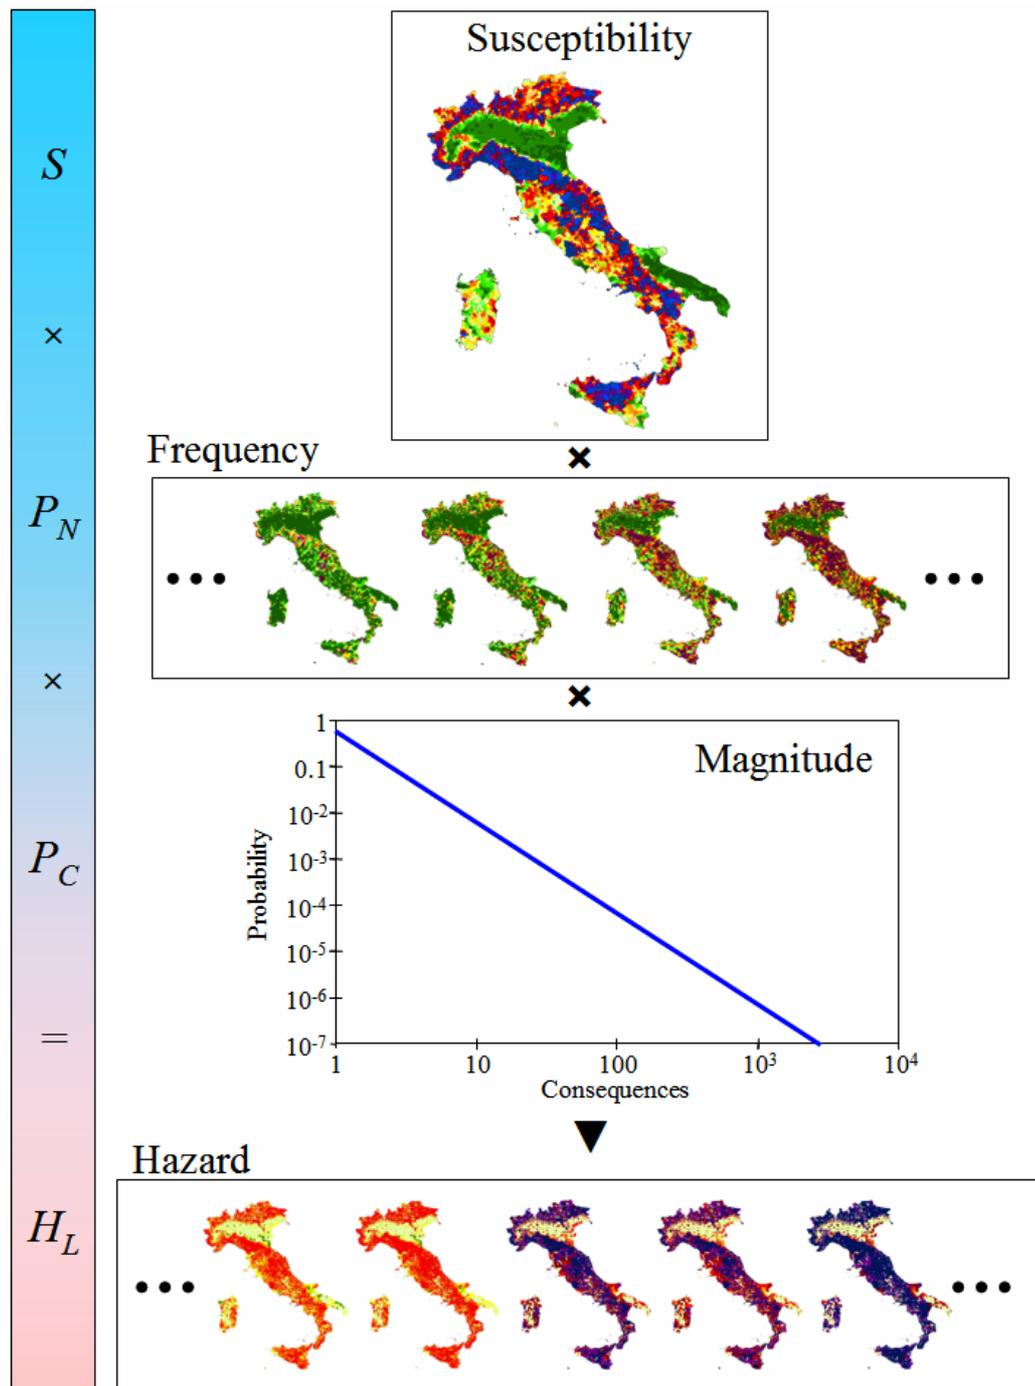 Susceptibility
S
×
×
Frequency
P_N
×
×
1
Magnitude
0.1
10^-2
10^-3
P_C
Probability
10^-4
10^-5
10^-6
=
10^-7
1 10 100 10^3 10^4
Consequences
Hazard
H_L